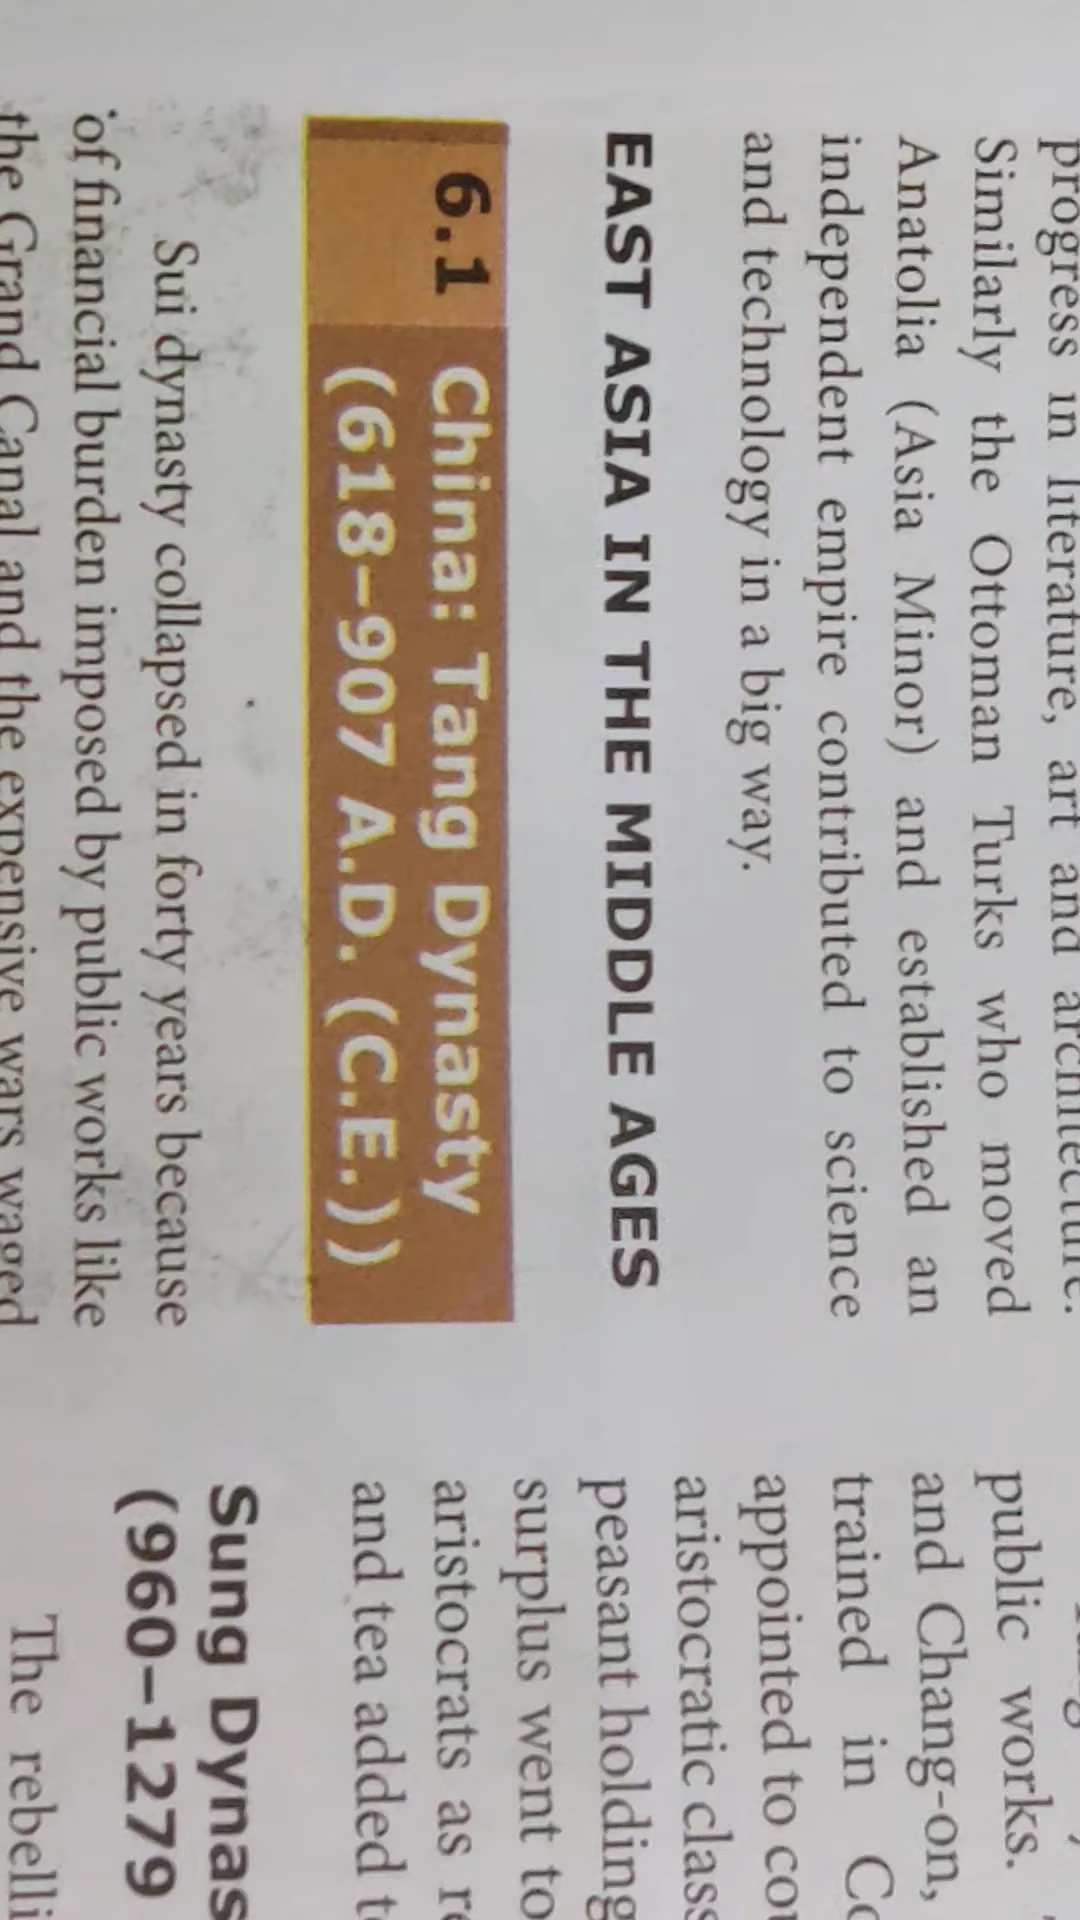 progress in literature, art and architecture.
Similarly the Ottoman Turks who moved
Anatolia (Asia Minor) and established an
independent empire contributed to science
and technology in a big way.
EAST ASIA IN THE MIDDLE AGES
6.1 China: Tang Dynasty
(618–907 A.D. (C.E.))
Sui dynasty collapsed in forty years because
of financial burden imposed by public works like
the Grand Canal and the expensive wars waged
public works.
and Chang-on,
trained in
appointed to
aristocratic
peasant holding
surplus went to
aristocrats as
and tea added
Sung
(960–1279
The